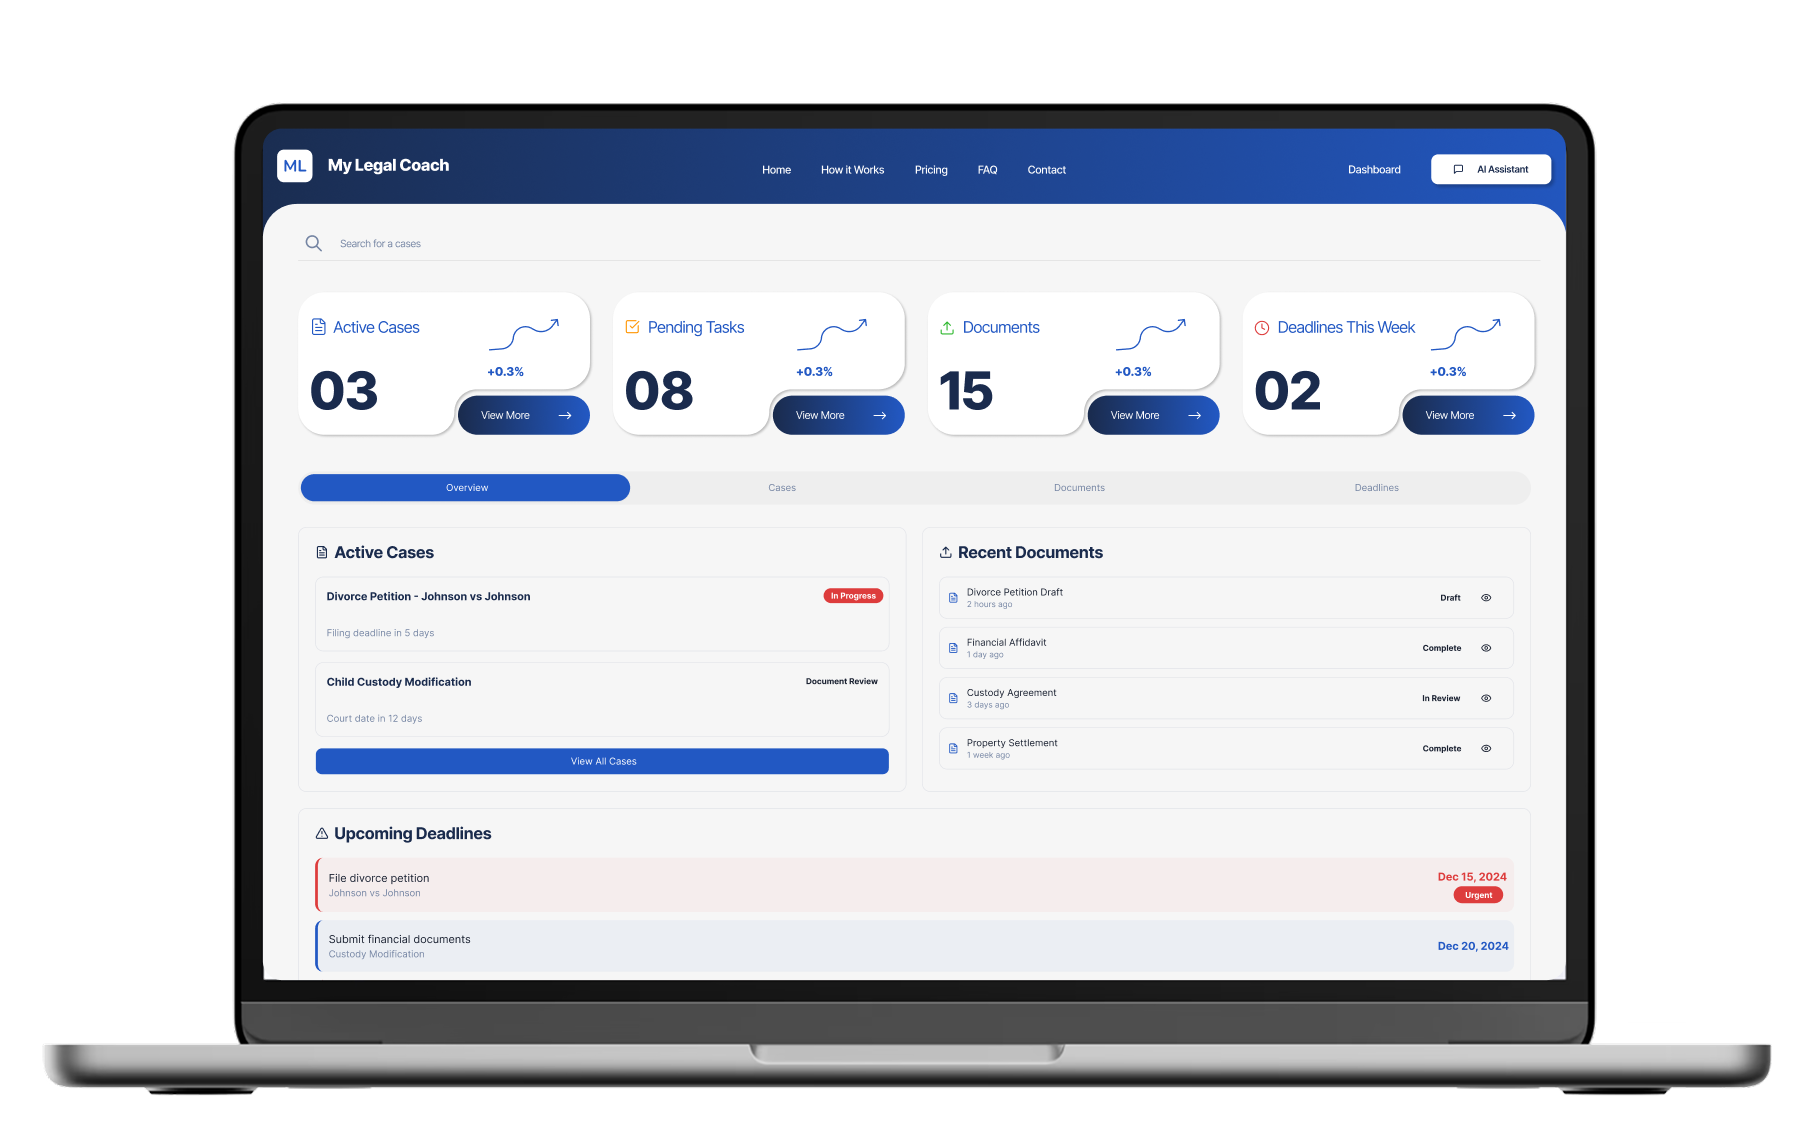 ML My Legal Coach Home How it Works Pricing FAQ Contact Dashboard AI Assistant
Search for a cases
Active Cases
+0.3%
03
View More
Pending Tasks
+0.3%
08
View More
Documents
+0.3%
15
View More
Deadlines This Week
+0.3%
02
View More
Overview Cases Documents Deadlines
Active Cases
Divorce Petition - Johnson vs Johnson In Progress
Filing deadline in 5 days
Child Custody Modification Document Review
Court date in 12 days
View All Cases
Recent Documents
Divorce Petition Draft
2 hours ago
Draft
Financial Affidavit
1 day ago
Complete
Custody Agreement
3 days ago
In Review
Property Settlement
1 week ago
Complete
Upcoming Deadlines
File divorce petition
Johnson vs Johnson
Dec 15, 2024
Urgent
Submit financial documents
Custody Modification
Dec 20, 2024